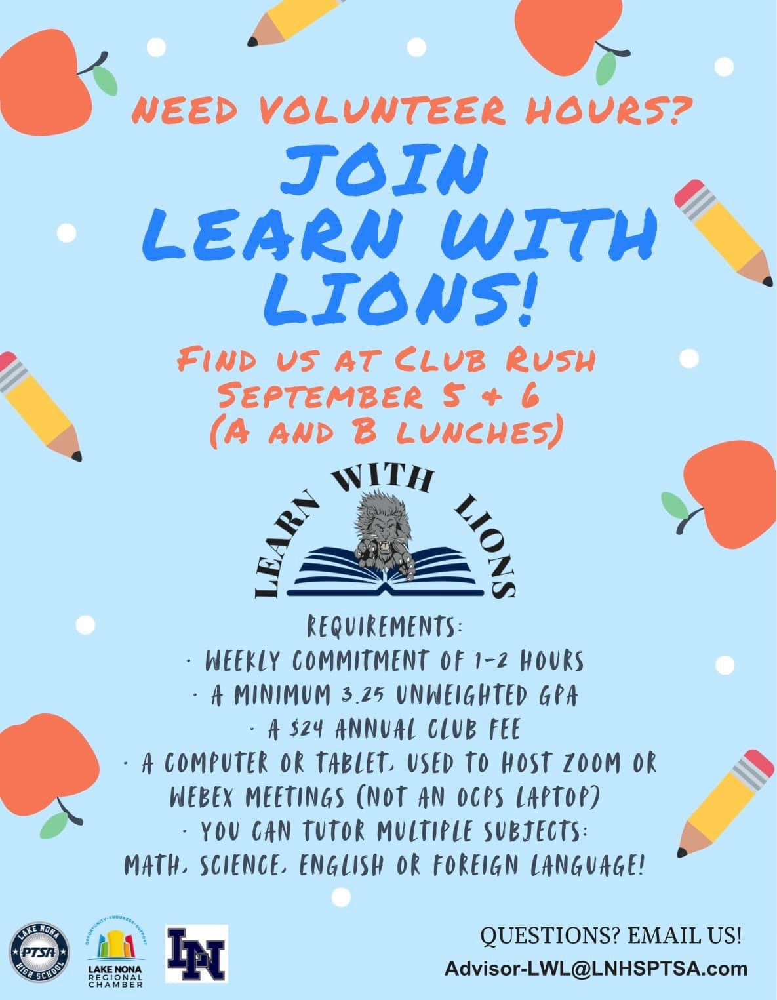 NEED VOLUNTEER HOURS?
JOIN
LEARN WITH
LIONS!
FIND US AT CLUB RUSH
SEPTEMBER 5 & 6
(A AND B LUNCHES)
LEARN WITH LIONS
REQUIREMENTS:
· WEEKLY COMMITMENT OF 1-2 HOURS
· A MINIMUM 3.25 UNWEIGHTED GPA
· A $24 ANNUAL CLUB FEE
· A COMPUTER OR TABLET, USED TO HOST ZOOM OR
WEBEX MEETINGS (NOT AN OCPS LAPTOP)
· YOU CAN TUTOR MULTIPLE SUBJECTS:
MATH, SCIENCE, ENGLISH OR FOREIGN LANGUAGE!
LAKE NONA
PTSA
HIGH SCHOOL
OPPORTUNITY·PROGRESS·SUPPORT
LAKE NONA
REGIONAL
CHAMBER
LN
QUESTIONS? EMAIL US!
Advisor-LWL@LNHSPTSA.com